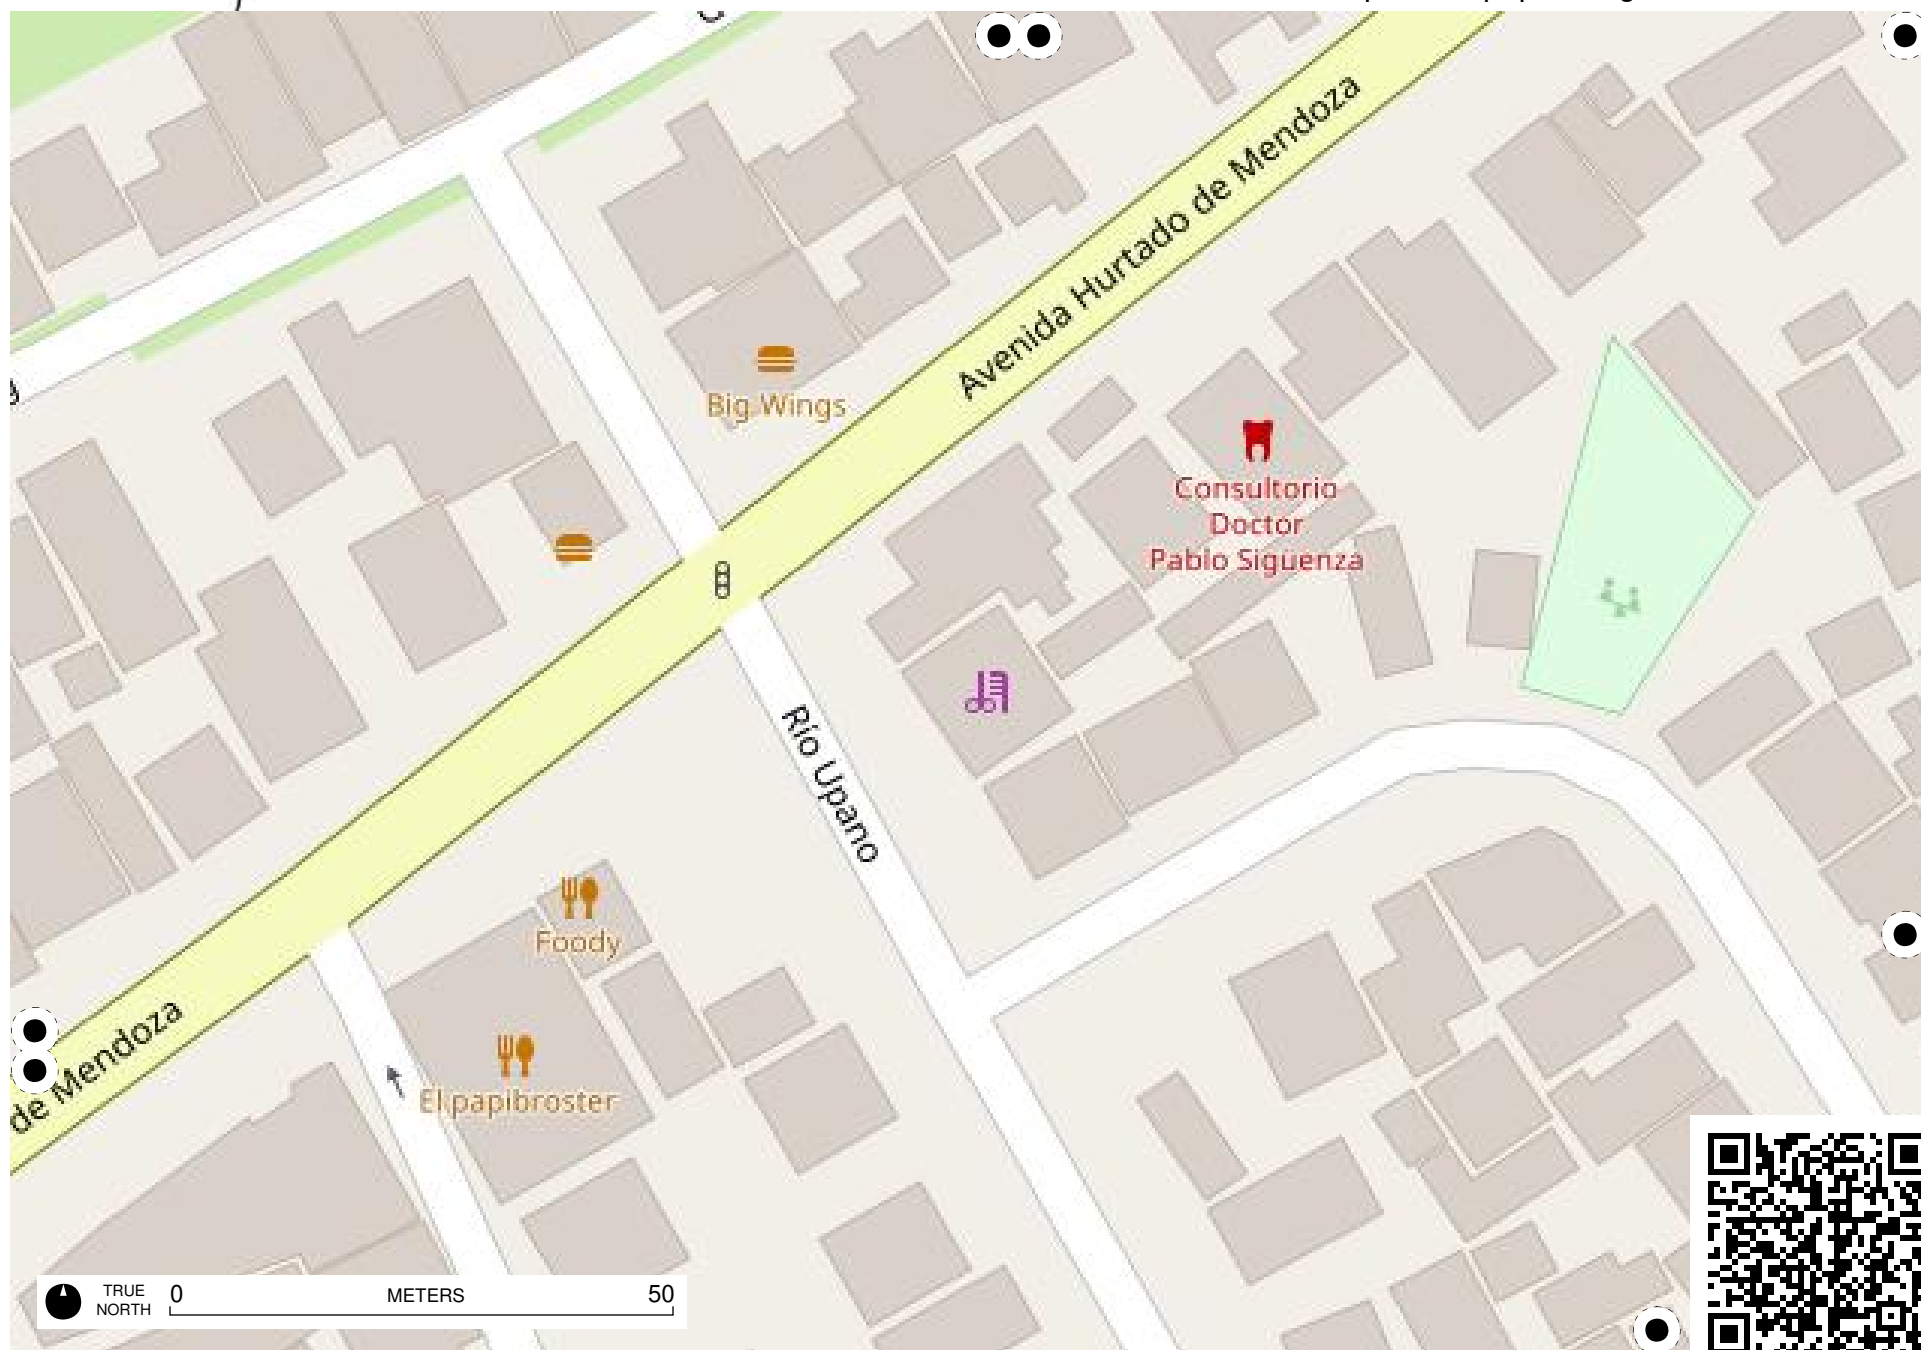 Avenida Hurtado de Mendoza
Big Wings
Consultorio
Doctor
Pablo Sigüenza
Río Upano
Foody
El papibroster
de Mendoza
TRUE
NORTH
0 METERS 50